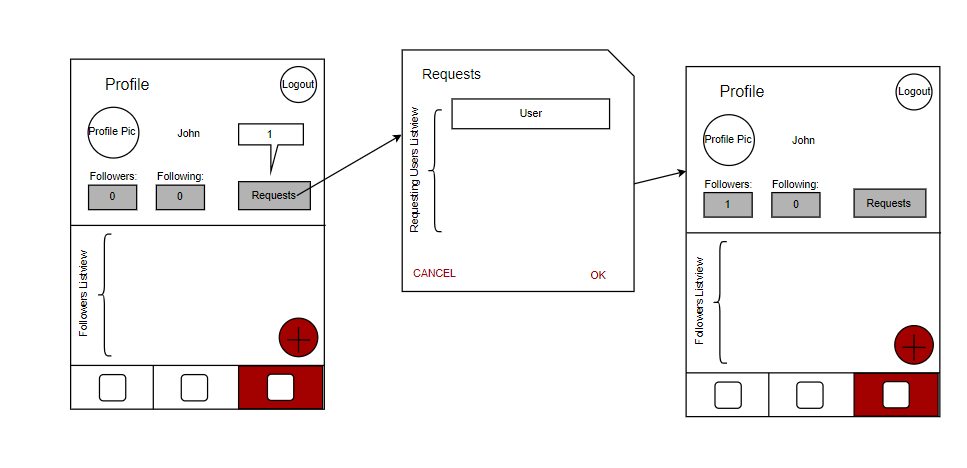 Profile
Logout
Profile Pic
John
1
Followers:
Following:
0
0
Requests
Followers Listview
Requests
Requesting Users Listview
User
CANCEL
OK
Profile
Logout
Profile Pic
John
Followers:
Following:
1
0
Requests
Followers Listview